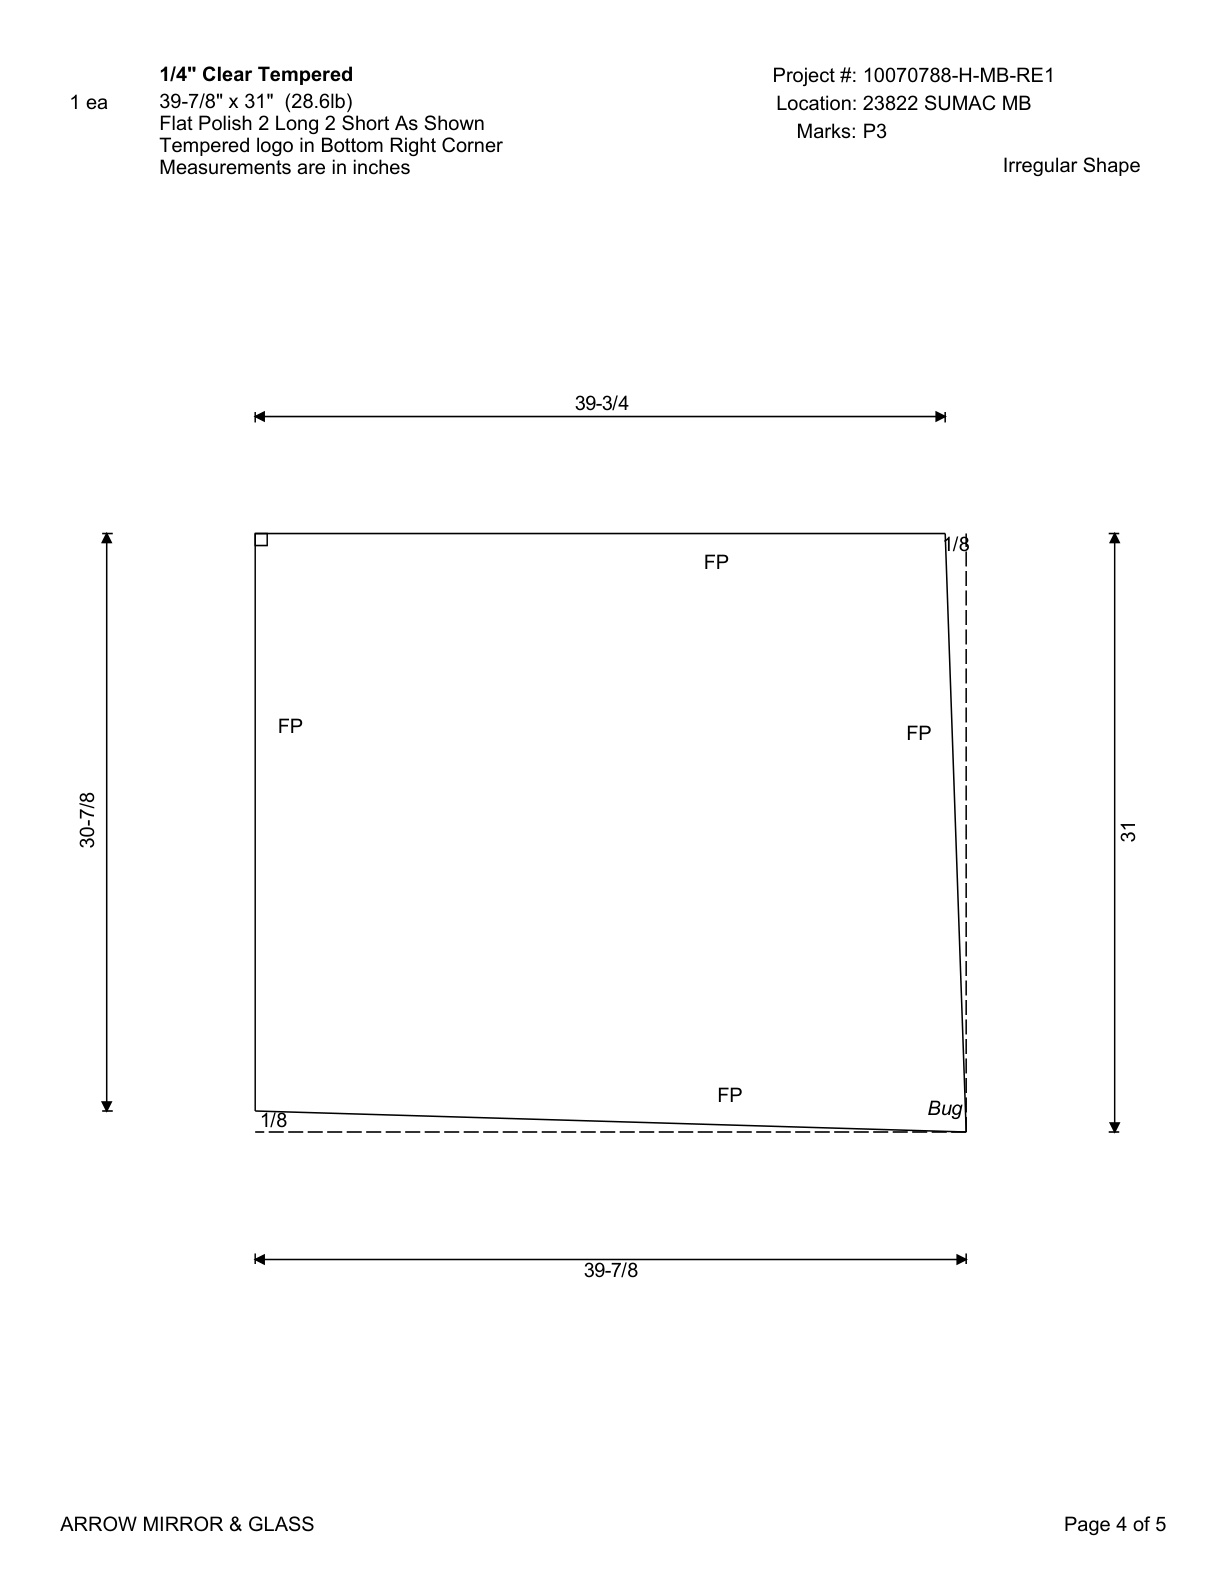 1/4" Clear Tempered
Project #: 10070788-H-MB-RE1
1 ea
39-7/8" x 31" (28.6lb)
Location: 23822 SUMAC MB
Flat Polish 2 Long 2 Short As Shown
Marks: P3
Tempered logo in Bottom Right Corner
Measurements are in inches
Irregular Shape
39-3/4
1/8
FP
FP
FP
30-7/8
31
FP
Bug
1/8
39-7/8
ARROW MIRROR & GLASS
Page 4 of 5